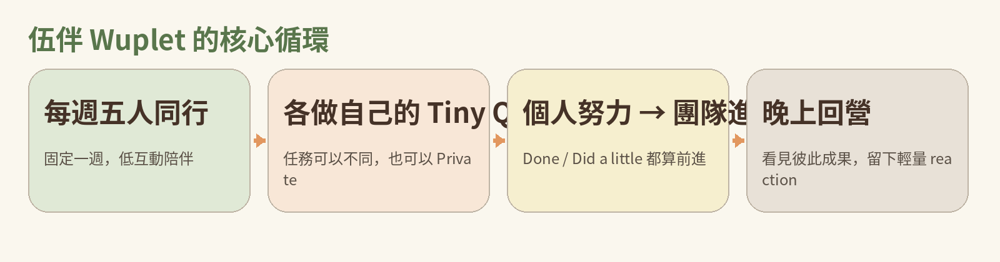 伍伴 Wuplet 的核心循環
每週五人同行
固定一週，低互動陪伴
各做自己的 Tiny Q
任務可以不同，也可以 Priva
te
個人努力 → 團隊進
Done / Did a little 都算前進
晚上回營
看見彼此成果，留下輕量 rea
ction